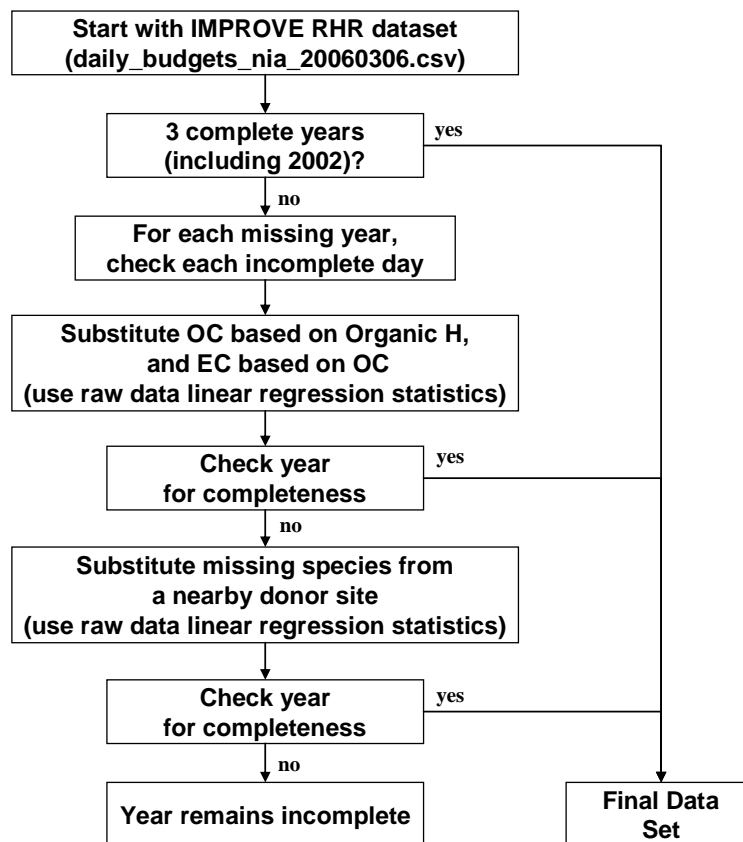 Start with IMPROVE RHR dataset
(daily_budgets_nia_20060306.csv)
3 complete years
(including 2002)?
yes
no
For each missing year,
check each incomplete day
Substitute OC based on Organic H,
and EC based on OC
(use raw data linear regression statistics)
Check year
for completeness
yes
no
Substitute missing species from
a nearby donor site
(use raw data linear regression statistics)
Check year
for completeness
yes
no
Year remains incomplete
Final Data
Set